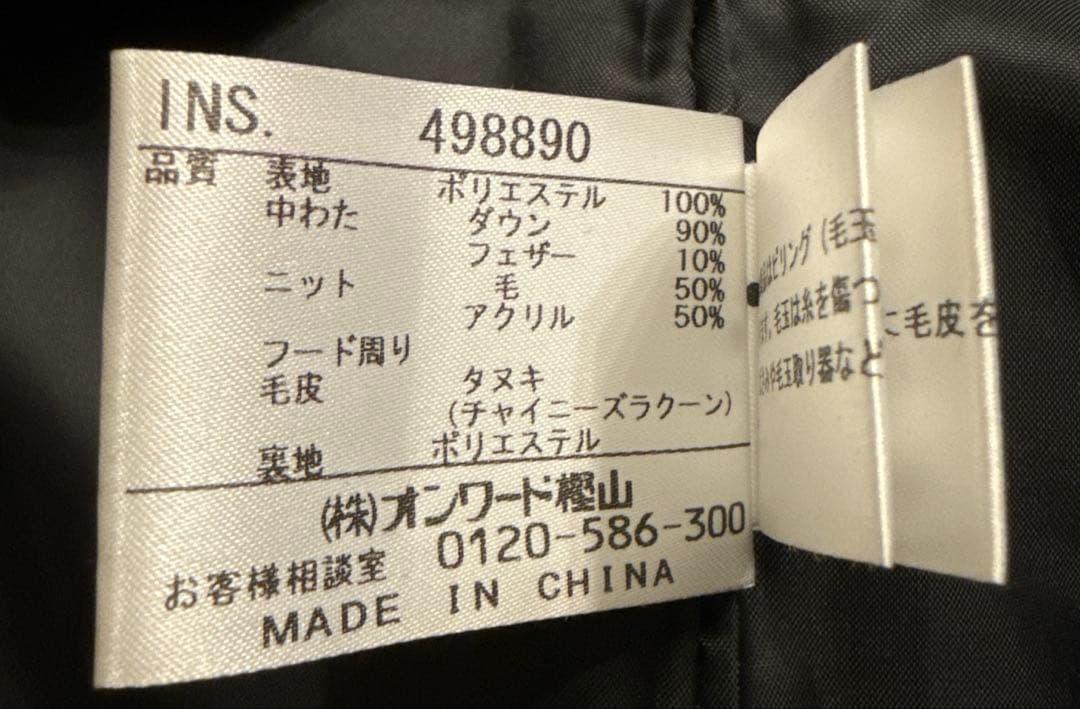 INS. 498890
品質 表地 ポリエステル 100%
中わた ダウン 90%
フェザー 10%
ニット 毛 50%
アクリル 50%
フード周り
毛皮 タヌキ
(チャイニーズラクーン)
裏地 ポリエステル
(株)オンワード樫山
お客様相談室 0120-586-300
MADE IN CHINA
はピリング (毛玉
す。毛玉は糸を傷つ
や毛玉取り器など
に毛皮を